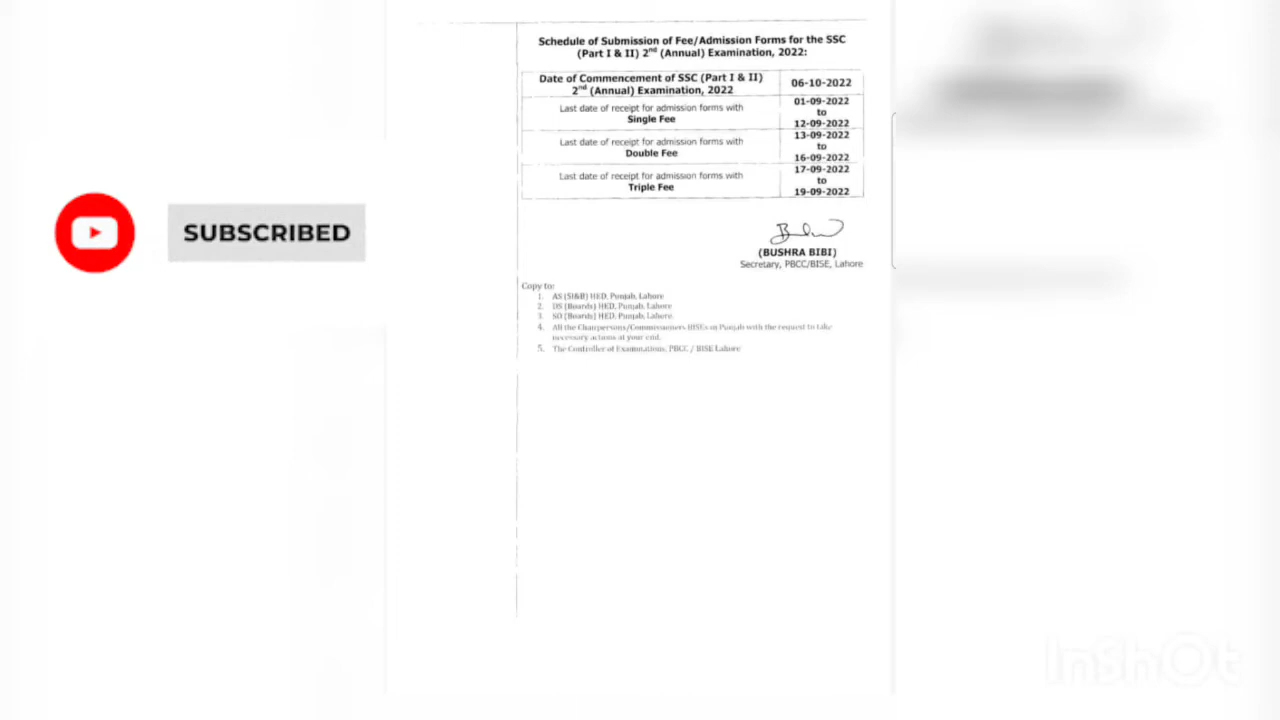 Schedule of Submission of Fee/Admission Forms for the SSC
(Part I & II) 2nd (Annual) Examination, 2022:
Date of Commencement of SSC (Part I & II)
2nd (Annual) Examination, 2022
06-10-2022
Last date of receipt for admission forms with
Single Fee
01-09-2022
to
12-09-2022
Last date of receipt for admission forms with
Double Fee
13-09-2022
to
16-09-2022
Last date of receipt for admission forms with
Triple Fee
17-09-2022
to
19-09-2022
SUBSCRIBED
(BUSHRA BIBI)
Secretary, PBCC/BISE, Lahore
Copy to:
1. AS (SI&B) HED, Punjab, Lahore
2. DS (Boards) HED, Punjab, Lahore
3. SO (Boards) HED, Punjab, Lahore.
4. All the Chairpersons/Commissioners BISEs in Punjab with the request to take
necessary actions at your end.
5. The Controller of Examinations, PBCC / BISE Lahore
InShOt